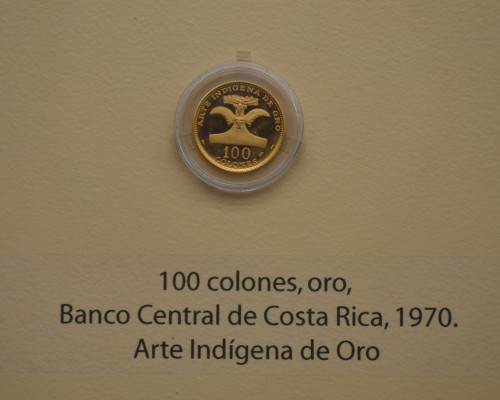 ARTE INDIGENA DE ORO
100
COLONES
100 colones, oro,
Banco Central de Costa Rica, 1970.
Arte Indígena de Oro